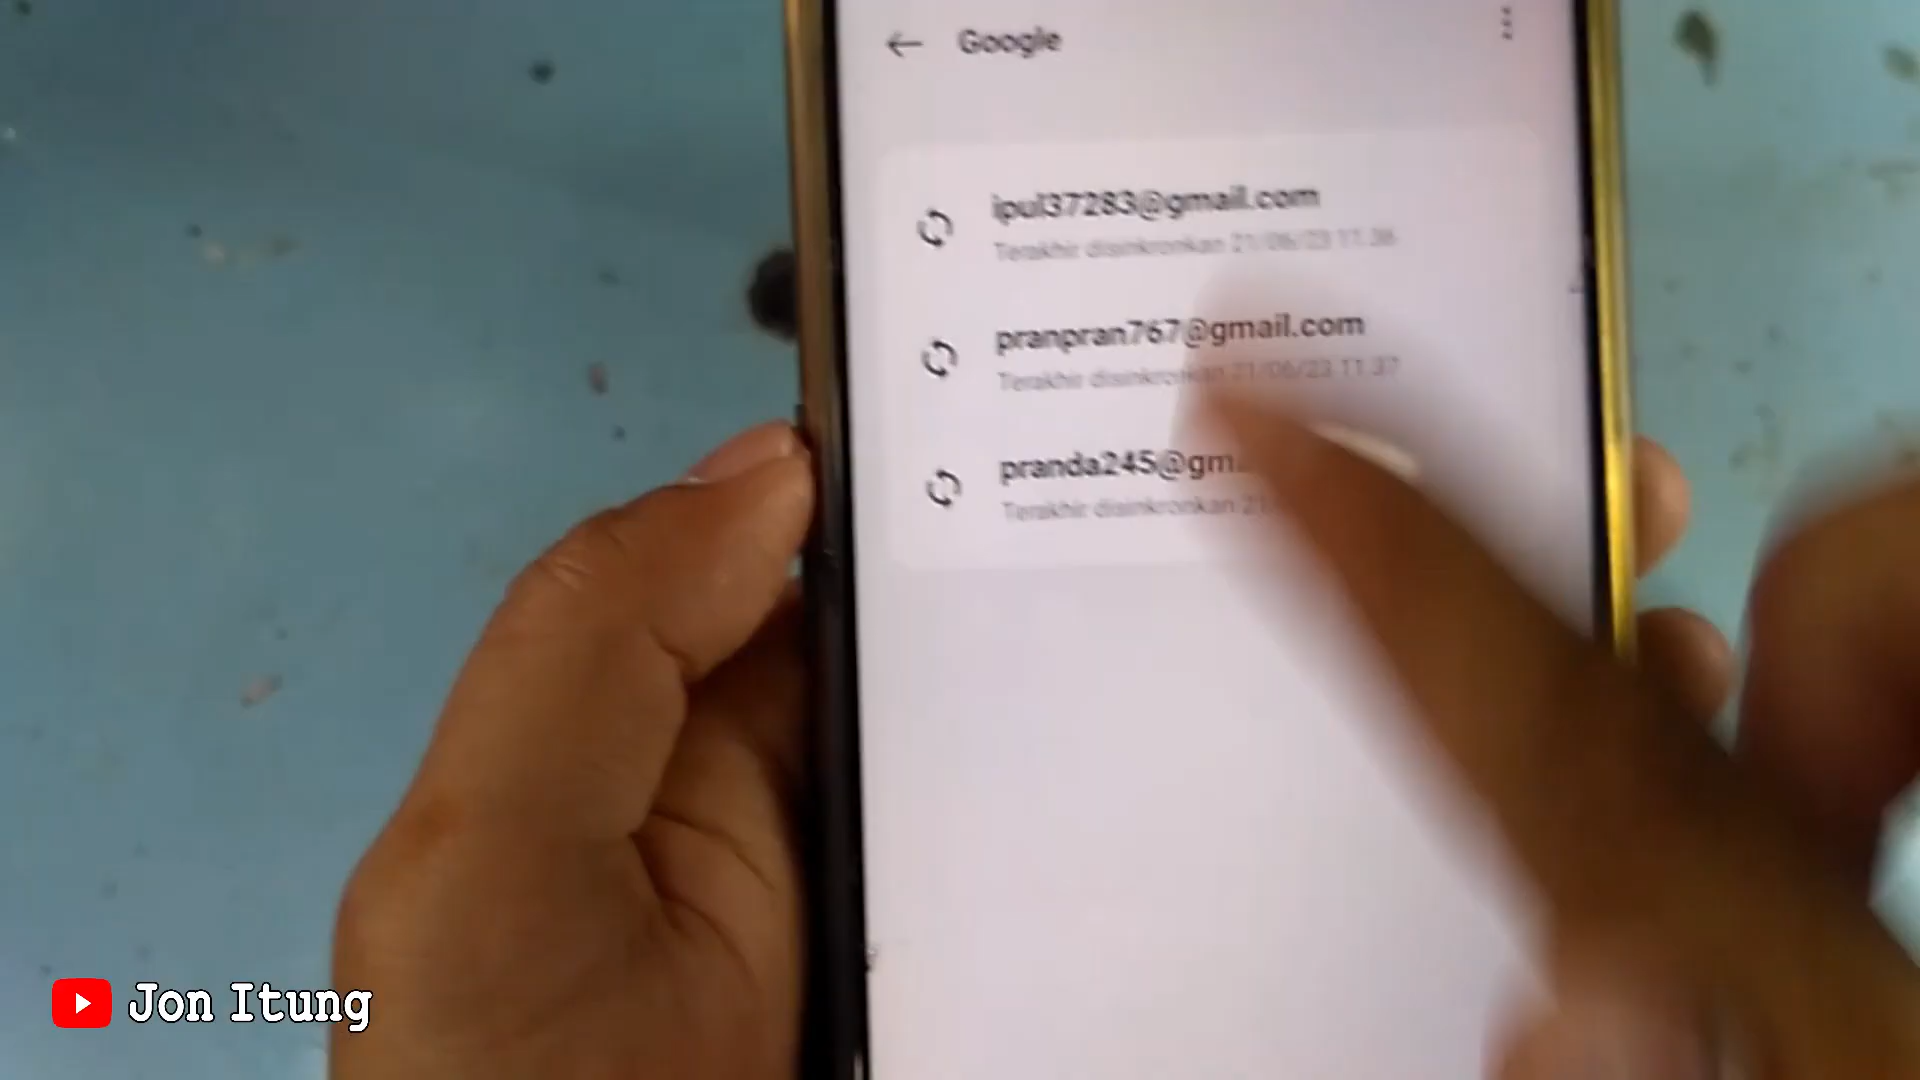 Google
ipul37283@gmail.com
Terakhir disinkronkan 21/06/23 11.36
pranpran767@gmail.com
Terakhir disinkronkan 21/06/23 11.37
pranda245@gm
Terakhir disinkronkan 21
Jon Itung